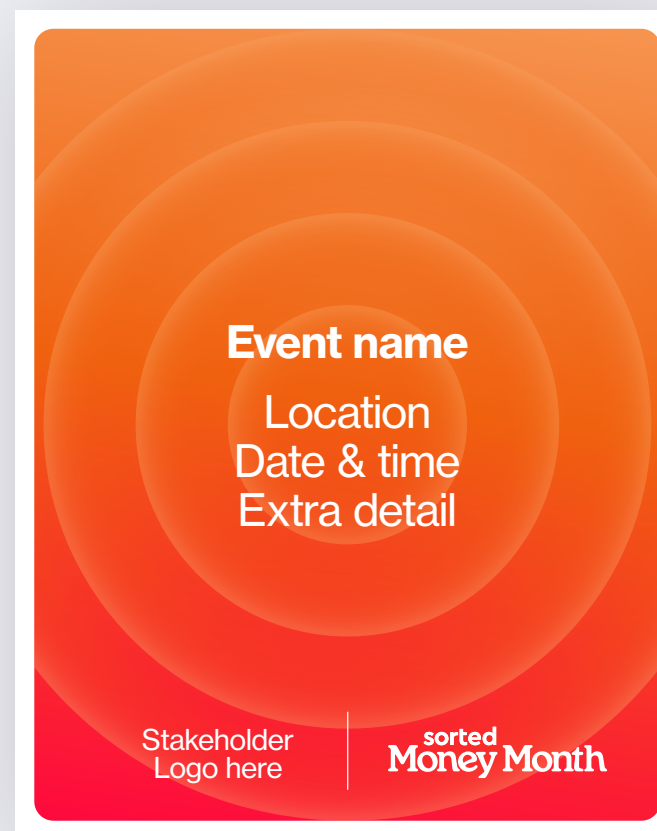 Event name
Location
Date & time
Extra detail
Stakeholder
Logo here
sorted
Money Month